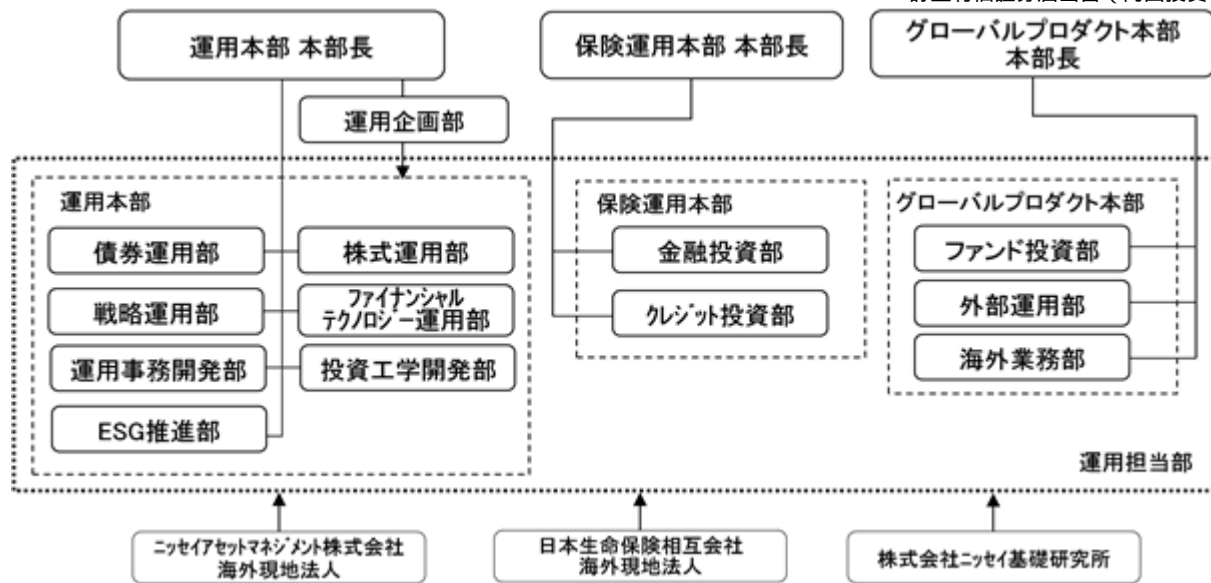 運用本部 本部長
保険運用本部 本部長
グローバルプロダクト本部
本部長
運用企画部
運用本部
債券運用部
株式運用部
戦略運用部
ファイナンシャル
テクノロジー運用部
運用事務開発部
投資工学開発部
ESG推進部
保険運用本部
金融投資部
クレジット投資部
グローバルプロダクト本部
ファンド投資部
外部運用部
海外業務部
運用担当部
ニッセイアセットマネジメント株式会社
海外現地法人
日本生命保険相互会社
海外現地法人
株式会社ニッセイ基礎研究所